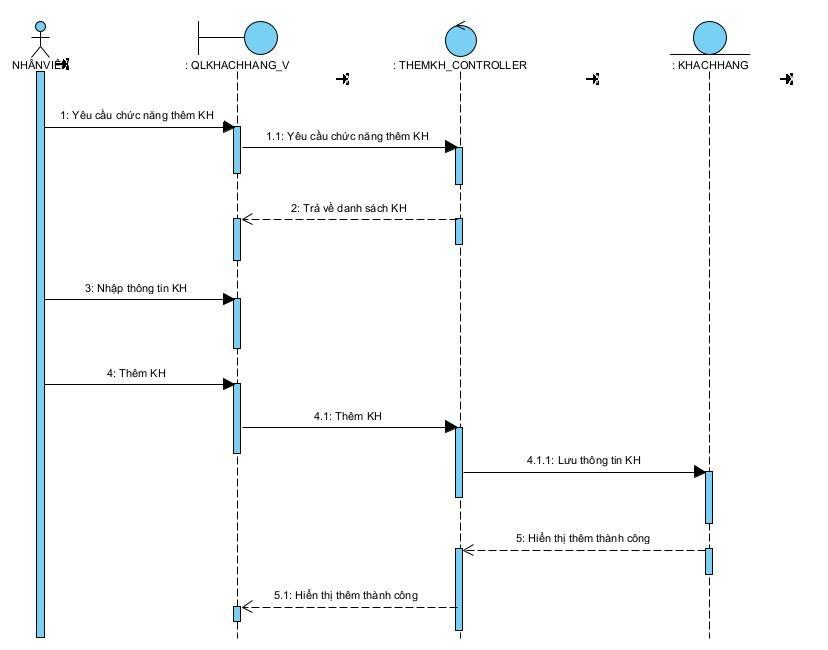 NHÂNVIÊN
: QLKHACHHANG_V
: THEMKH_CONTROLLER
: KHACHHANG
1: Yêu cầu chức năng thêm KH
1.1: Yêu cầu chức năng thêm KH
2: Trả về danh sách KH
3: Nhập thông tin KH
4: Thêm KH
4.1: Thêm KH
4.1.1: Lưu thông tin KH
5: Hiển thị thêm thành công
5.1: Hiển thị thêm thành công